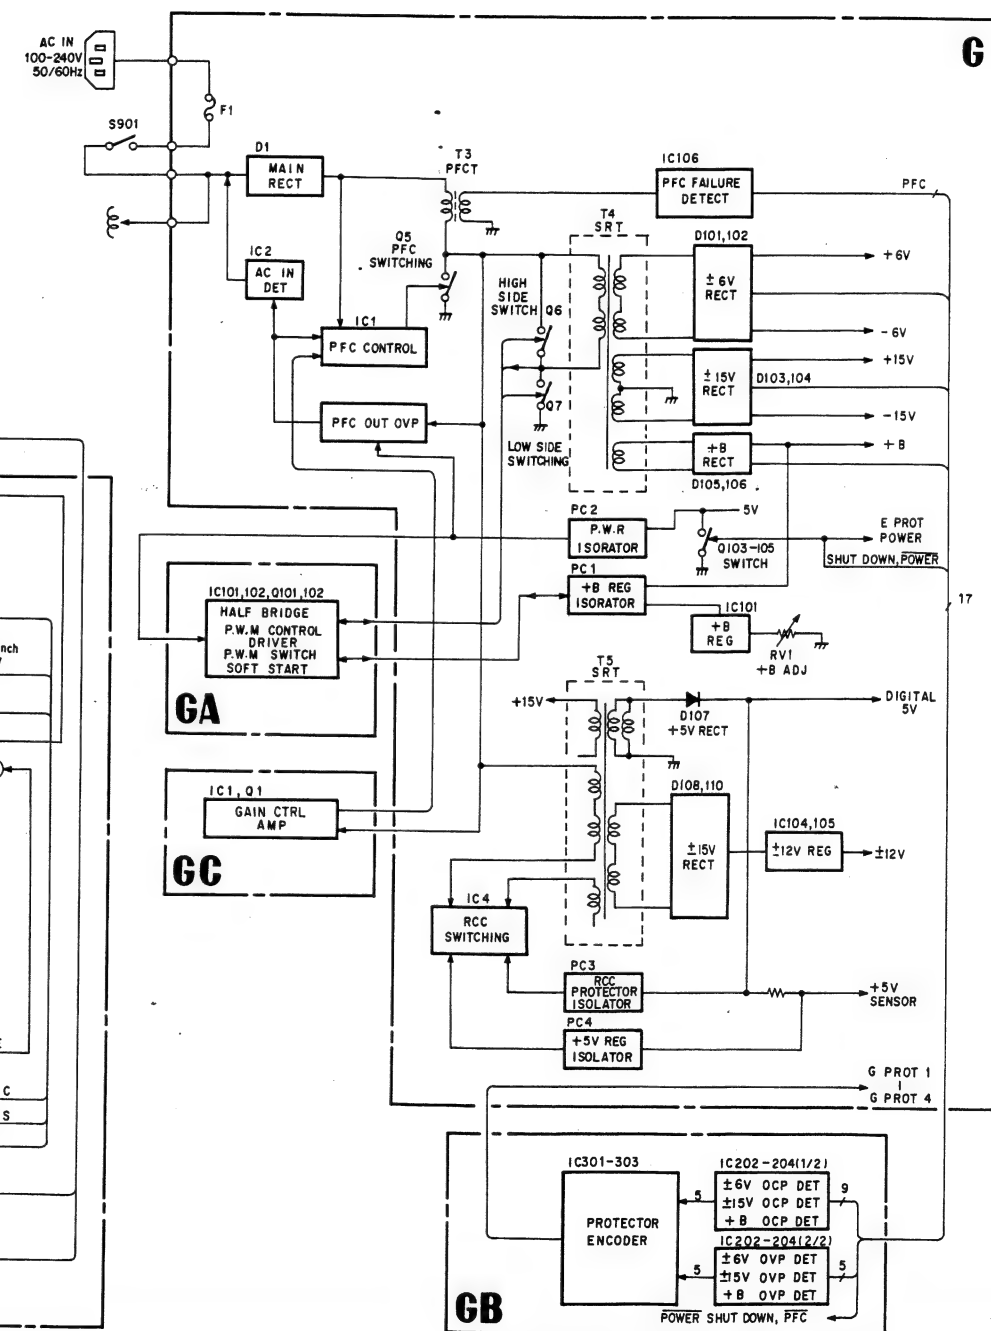 G
AC IN
100-240V
50/60Hz
F1
S901
D1
MAIN
RECT
T3
PFCT
IC106
PFC FAILURE
DETECT
PFC
T4
SRT
D101,102
Q5
PFC
SWITCHING
IC2
AC IN
DET
HIGH
SIDE
SWITCH
Q6
± 6V
RECT
+6V
-6V
IC1
PFC CONTROL
+15V
± 15V
RECT
D103,104
-15V
PFC OUT OVP
Q7
LOW SIDE
SWITCHING
+B
RECT
+B
D105,106
PC2
P.W.R
ISORATOR
5V
Q103-105
SWITCH
E PROT
POWER
SHUT DOWN, POWER
PC1
+B REG
ISORATOR
IC101
+B
REG
RV1
+B ADJ
17
IC101,102,Q101,102
HALF BRIDGE
P.W.M CONTROL
DRIVER
P.W.M SWITCH
SOFT START
GA
nch
T5
SRT
+15V
D107
+5V RECT
DIGITAL
5V
IC1, Q1
GAIN CTRL
AMP
GC
D108,110
±15V
RECT
IC104,105
±12V REG
±12V
IC4
RCC
SWITCHING
PC3
RCC
PROTECTOR
ISOLATOR
+5V
SENSOR
PC4
+5V REG
ISOLATOR
E
C
S
G PROT 1
G PROT 4
IC301-303
PROTECTER
ENCODER
IC202-204(1/2)
±6V OCP DET
±15V OCP DET
+B OCP DET
5
9
IC202-204(2/2)
±6V OVP DET
±15V OVP DET
+B OVP DET
5
5
GB
POWER SHUT DOWN, PFC